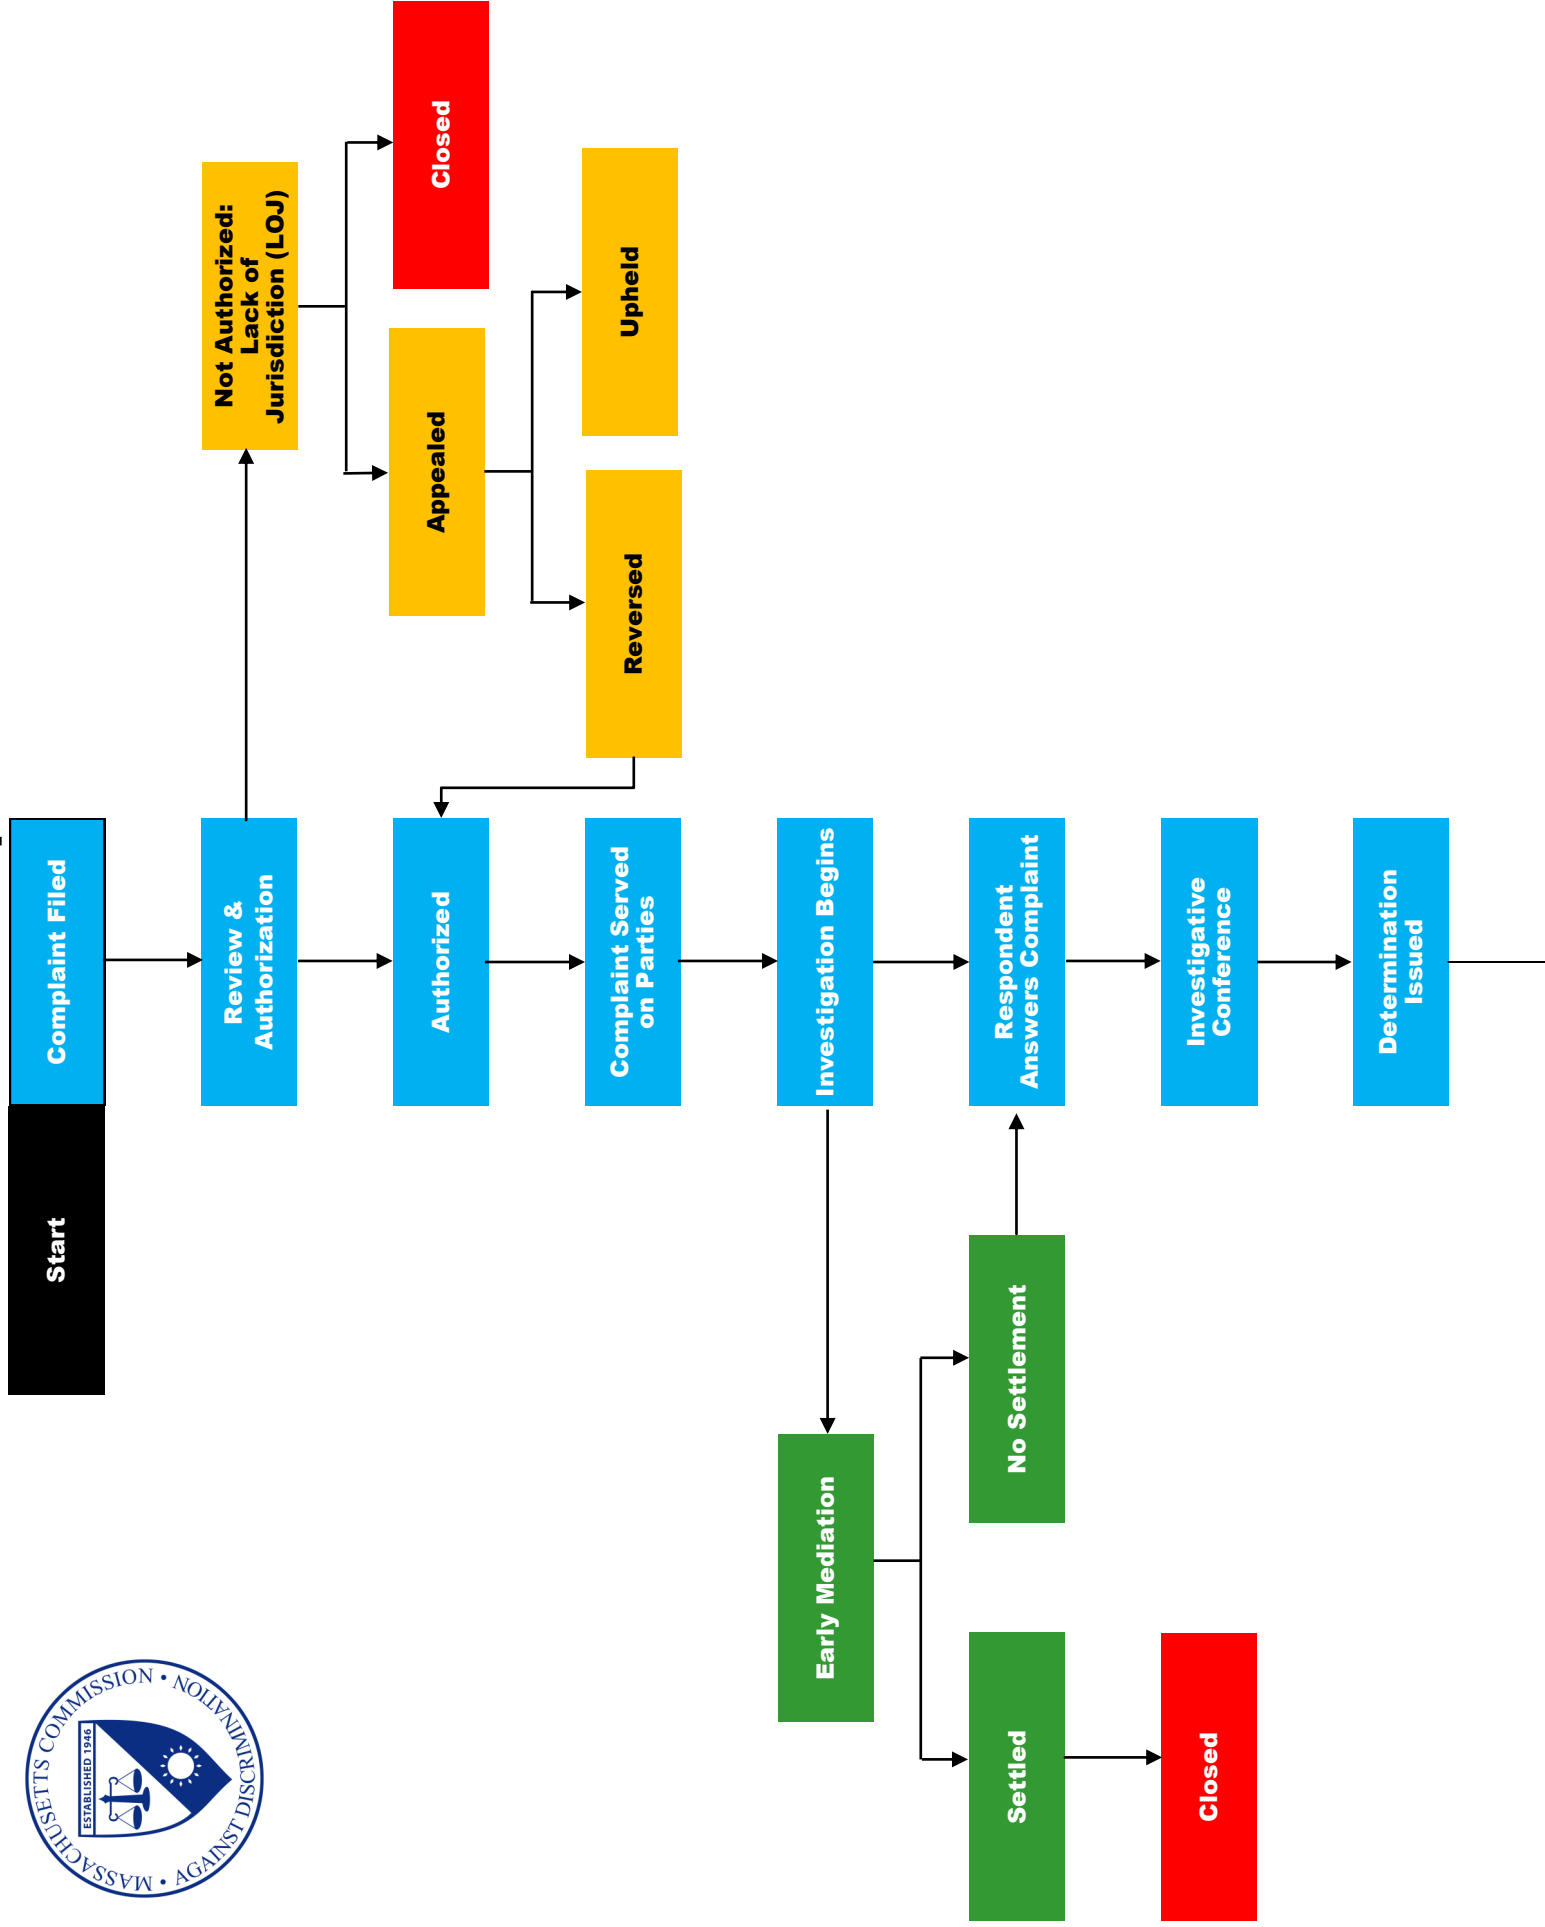 Start
Complaint Filed
Review &
Authorization
Not Authorized:
Lack of
Jurisdiction (LOJ)
Closed
Appealed
Upheld
Reversed
Authorized
Complaint Served
on Parties
Investigation Begins
Early Mediation
No Settlement
Settled
Closed
Respondent
Answers Complaint
Investigative
Conference
Determination
Issued
MASSACHUSETTS COMMISSION • AGAINST DISCRIMINATION •
ESTABLISHED 1946